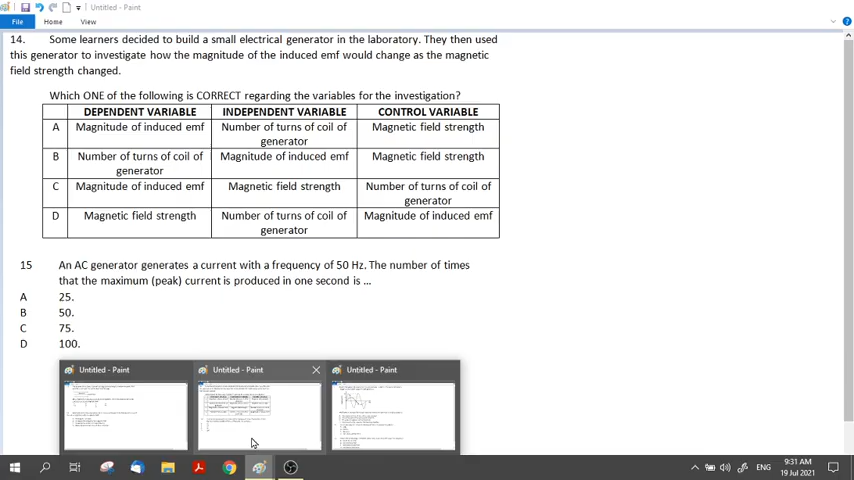 Untitled - Paint
File Home View
14. Some learners decided to build a small electrical generator in the laboratory. They then used
this generator to investigate how the magnitude of the induced emf would change as the magnetic
field strength changed.
Which ONE of the following is CORRECT regarding the variables for the investigation?
DEPENDENT VARIABLE INDEPENDENT VARIABLE CONTROL VARIABLE
A Magnitude of induced emf Number of turns of coil of Magnetic field strength
generator
B Number of turns of coil of Magnitude of induced emf Magnetic field strength
generator
C Magnitude of induced emf Magnetic field strength Number of turns of coil of
generator
D Magnetic field strength Number of turns of coil of Magnitude of induced emf
generator
15 An AC generator generates a current with a frequency of 50 Hz. The number of times
that the maximum (peak) current is produced in one second is ...
A 25.
B 50.
C 75.
D 100.
Untitled - Paint Untitled - Paint Untitled - Paint
ENG 9:31 AM
19 Jul 2021